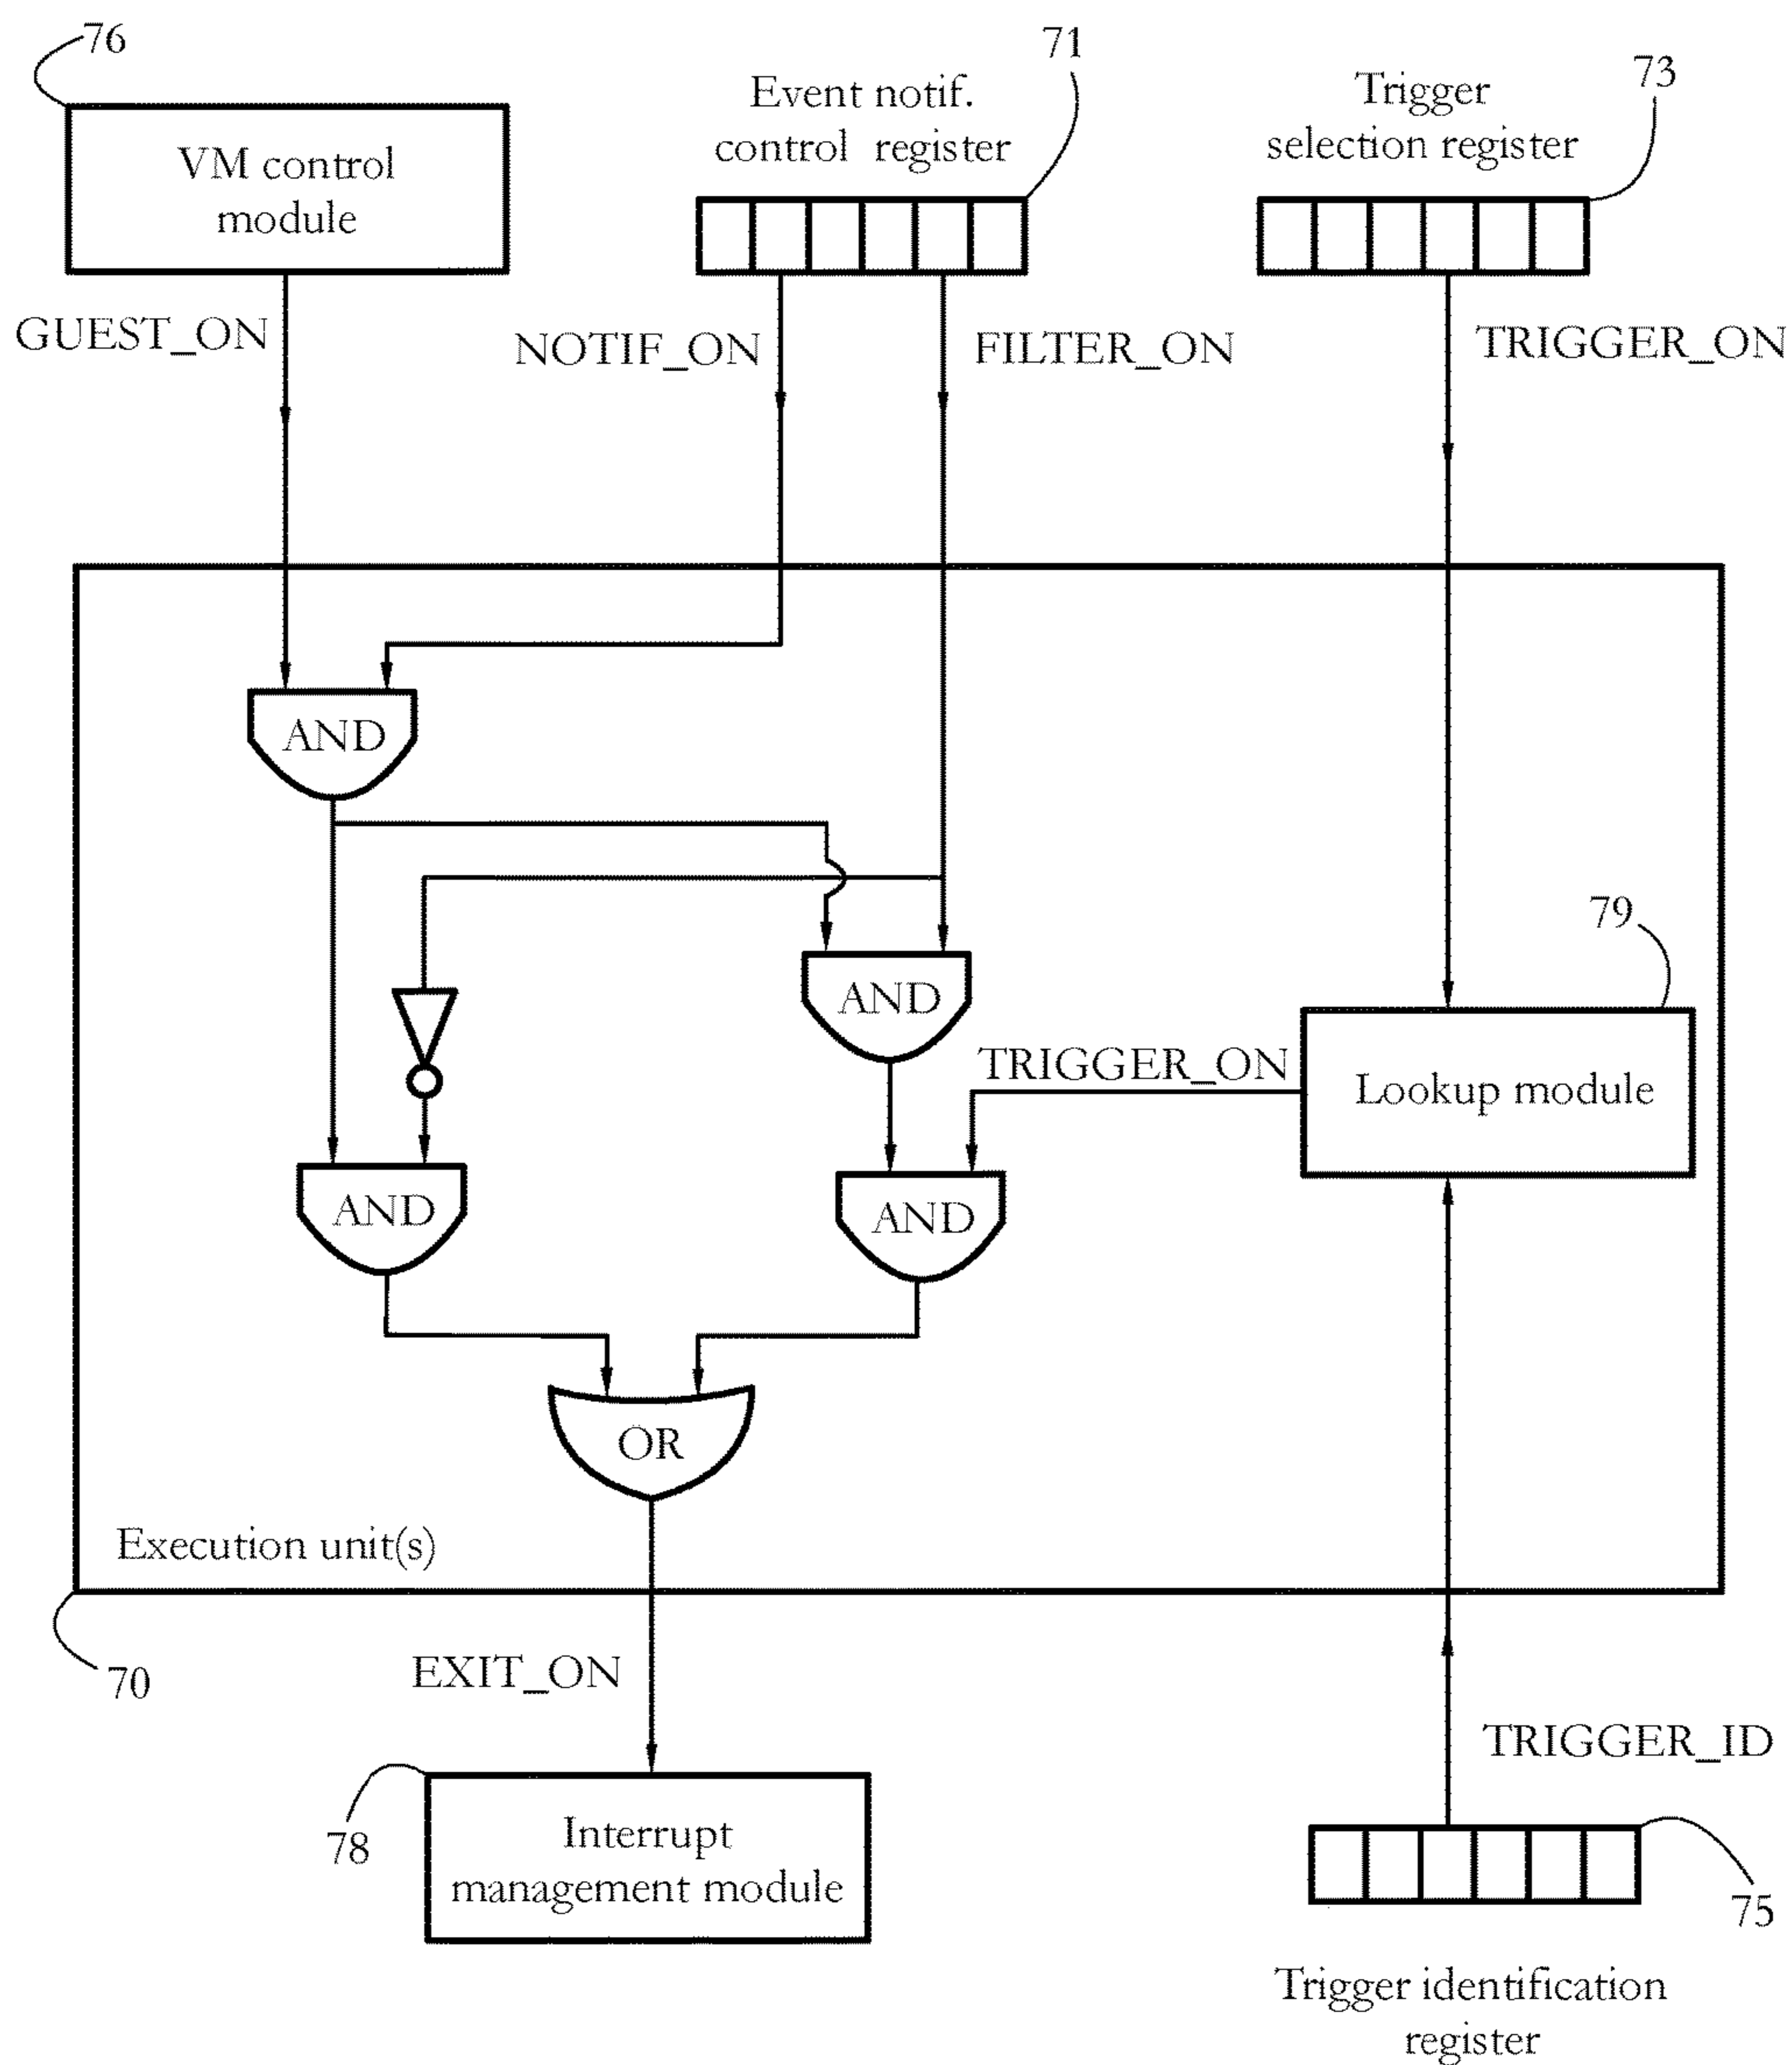 76
71
73
Event notif.
control register
Trigger
selection register
VM control
module
GUEST_ON
NOTIF_ON
FILTER_ON
TRIGGER_ON
AND
79
AND
TRIGGER_ON
Lookup module
AND
AND
OR
Execution unit(s)
70
EXIT_ON
TRIGGER_ID
78
Interrupt
management module
75
Trigger identification
register